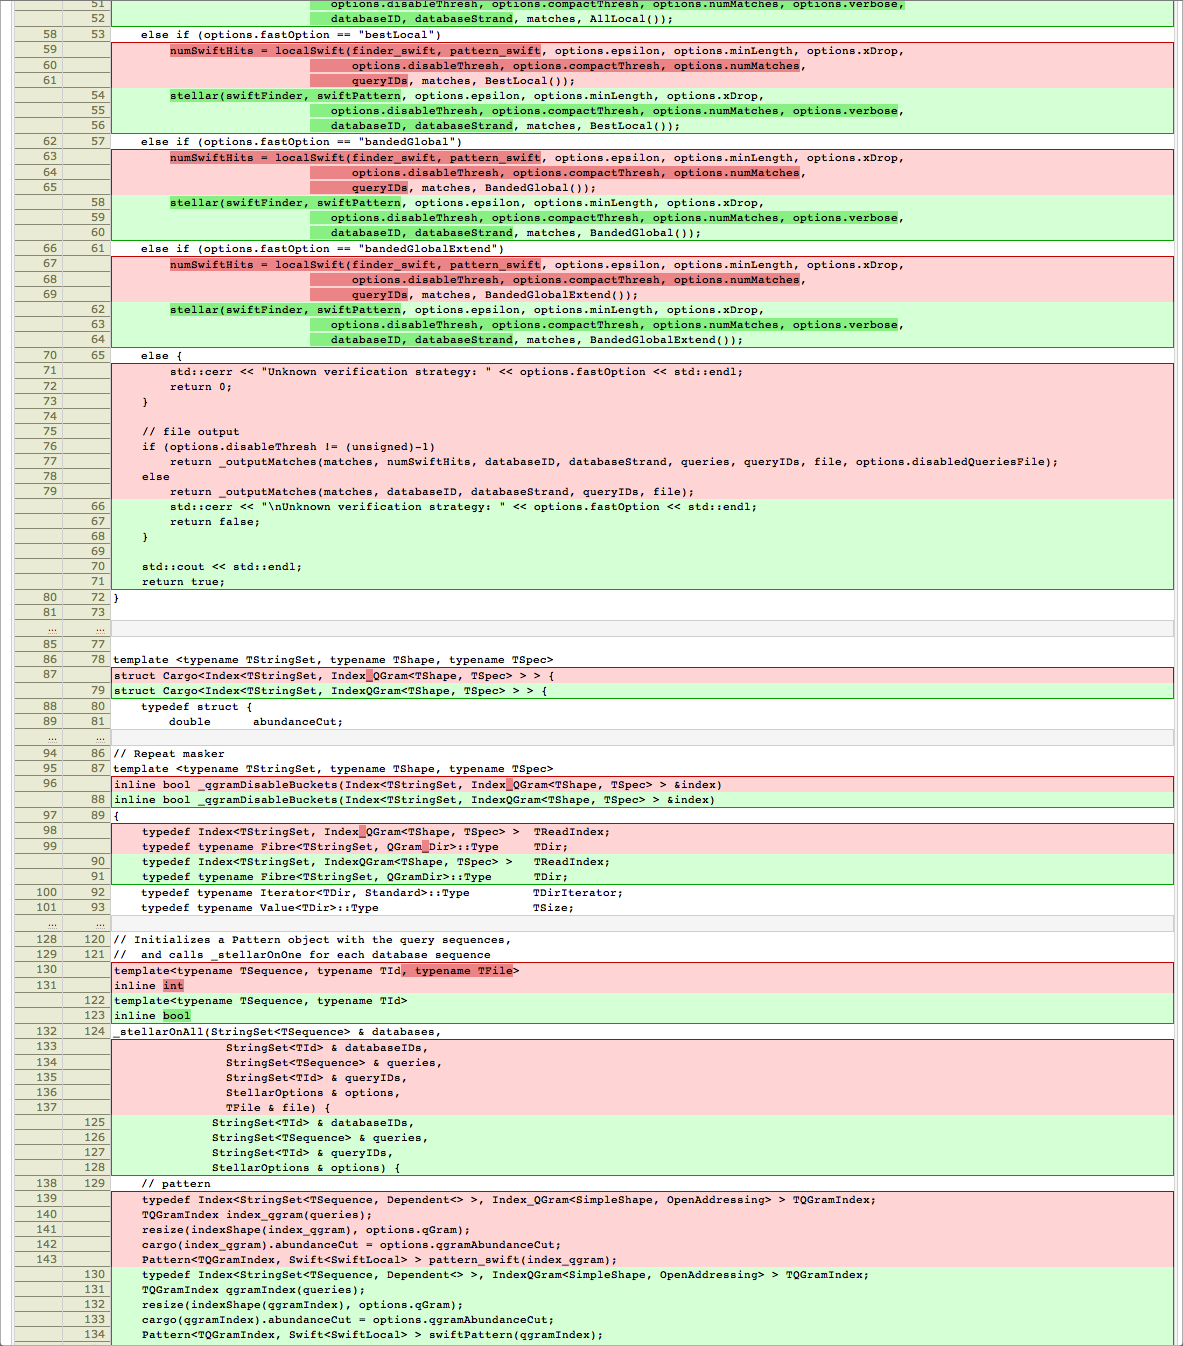 51 options.disableThresh, options.compactThresh, options.numMatches, options.verbose,
52 databaseID, databaseStrand, matches, AllLocal());
58 53 else if (options.fastOption == "bestLocal")
59 numSwiftHits = localSwift(finder_swift, pattern_swift, options.epsilon, options.minLength, options.xDrop,
60 options.disableThresh, options.compactThresh, options.numMatches,
61 queryIDs, matches, BestLocal());
54 stellar(swiftFinder, swiftPattern, options.epsilon, options.minLength, options.xDrop,
55 options.disableThresh, options.compactThresh, options.numMatches, options.verbose,
56 databaseID, databaseStrand, matches, BestLocal());
62 57 else if (options.fastOption == "bandedGlobal")
63 numSwiftHits = localSwift(finder_swift, pattern_swift, options.epsilon, options.minLength, options.xDrop,
64 options.disableThresh, options.compactThresh, options.numMatches,
65 queryIDs, matches, BandedGlobal());
58 stellar(swiftFinder, swiftPattern, options.epsilon, options.minLength, options.xDrop,
59 options.disableThresh, options.compactThresh, options.numMatches, options.verbose,
60 databaseID, databaseStrand, matches, BandedGlobal());
66 61 else if (options.fastOption == "bandedGlobalExtend")
67 numSwiftHits = localSwift(finder_swift, pattern_swift, options.epsilon, options.minLength, options.xDrop,
68 options.disableThresh, options.compactThresh, options.numMatches,
69 queryIDs, matches, BandedGlobalExtend());
62 stellar(swiftFinder, swiftPattern, options.epsilon, options.minLength, options.xDrop,
63 options.disableThresh, options.compactThresh, options.numMatches, options.verbose,
64 databaseID, databaseStrand, matches, BandedGlobalExtend());
70 65 else {
71 std::cerr << "Unknown verification strategy: " << options.fastOption << std::endl;
72 return 0;
73 }
74
75 // file output
76 if (options.disableThresh != (unsigned)-1)
77 return _outputMatches(matches, numSwiftHits, databaseID, databaseStrand, queries, queryIDs, file, options.disabledQueriesFile);
78 else
79 return _outputMatches(matches, databaseID, databaseStrand, queryIDs, file);
66 std::cerr << "\nUnknown verification strategy: " << options.fastOption << std::endl;
67 return false;
68 }
69
70 std::cout << std::endl;
71 return true;
80 72 }
81 73
... ...
85 77
86 78 template <typename TStringSet, typename TShape, typename TSpec>
87 struct Cargo<Index<TStringSet, Index_QGram<TShape, TSpec> > > {
79 struct Cargo<Index<TStringSet, IndexQGram<TShape, TSpec> > > {
88 80 typedef struct {
89 81 double abundanceCut;
... ...
94 86 // Repeat masker
95 87 template <typename TStringSet, typename TShape, typename TSpec>
96 inline bool _qgramDisableBuckets(Index<TStringSet, Index_QGram<TShape, TSpec> > &index)
88 inline bool _qgramDisableBuckets(Index<TStringSet, IndexQGram<TShape, TSpec> > &index)
97 89 {
98 typedef Index<TStringSet, Index_QGram<TShape, TSpec> > TReadIndex;
99 typedef typename Fibre<TStringSet, QGram_Dir>::Type TDir;
90 typedef Index<TStringSet, IndexQGram<TShape, TSpec> > TReadIndex;
91 typedef typename Fibre<TStringSet, QGramDir>::Type TDir;
100 92 typedef typename Iterator<TDir, Standard>::Type TDirIterator;
101 93 typedef typename Value<TDir>::Type TSize;
... ...
128 120 // Initializes a Pattern object with the query sequences,
129 121 // and calls _stellarOnOne for each database sequence
130 template<typename TSequence, typename TId, typename TFile>
131 inline int
122 template<typename TSequence, typename TId>
123 inline bool
132 124 _stellarOnAll(StringSet<TSequence> & databases,
133 StringSet<TId> & databaseIDs,
134 StringSet<TSequence> & queries,
135 StringSet<TId> & queryIDs,
136 StellarOptions & options,
137 TFile & file) {
125 StringSet<TId> & databaseIDs,
126 StringSet<TSequence> & queries,
127 StringSet<TId> & queryIDs,
128 StellarOptions & options) {
138 129 // pattern
139 typedef Index<StringSet<TSequence, Dependent<> >, Index_QGram<SimpleShape, OpenAddressing> > TQGramIndex;
140 TQGramIndex index_qgram(queries);
141 resize(indexShape(index_qgram), options.qGram);
142 cargo(index_qgram).abundanceCut = options.qgramAbundanceCut;
143 Pattern<TQGramIndex, Swift<SwiftLocal> > pattern_swift(index_qgram);
130 typedef Index<StringSet<TSequence, Dependent<> >, IndexQGram<SimpleShape, OpenAddressing> > TQGramIndex;
131 TQGramIndex qgramIndex(queries);
132 resize(indexShape(qgramIndex), options.qGram);
133 cargo(qgramIndex).abundanceCut = options.qgramAbundanceCut;
134 Pattern<TQGramIndex, Swift<SwiftLocal> > swiftPattern(qgramIndex);